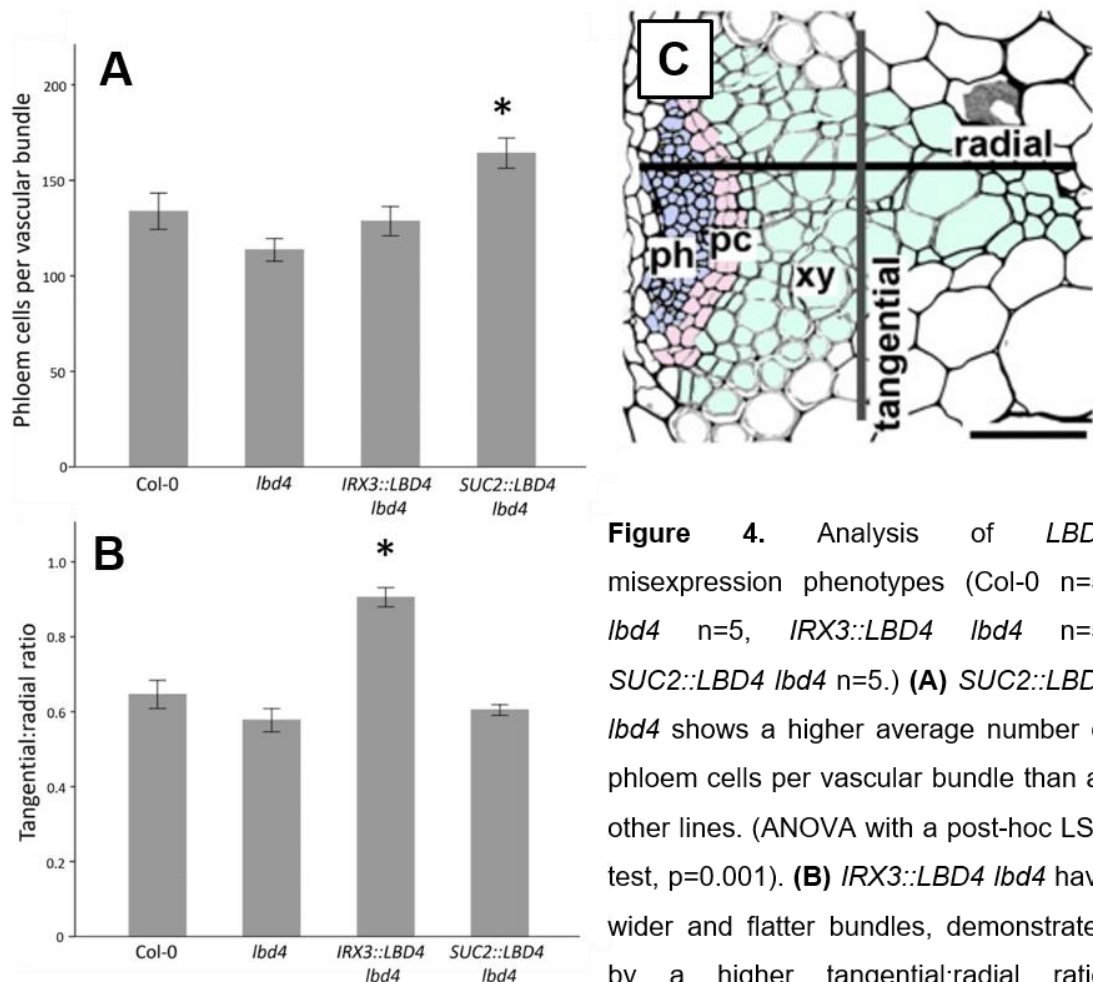 A
*
200
150
100
50
0
Phloem cells per vascular bundle
Col-0 lbd4 IRX3::LBD4 SUC2::LBD4
lbd4 lbd4
B
*
1.0
0.8
0.6
0.4
0.2
0
Tangential:radial ratio
Col-0 lbd4 IRX3::LBD4 SUC2::LBD4
lbd4 lbd4
C
radial
ph pc xy
tangential
Figure 4. Analysis of LBD
misexpression phenotypes (Col-0
lbd4 n=5, IRX3::LBD4 lbd4
SUC2::LBD4 lbd4 n=5.) (A) SUC2::LBD
lbd4 shows a higher average number
phloem cells per vascular bundle than
other lines. (ANOVA with a post-hoc
test, p=0.001). (B) IRX3::LBD4 lbd4
wider and flatter bundles,
by a higher tangential:radial